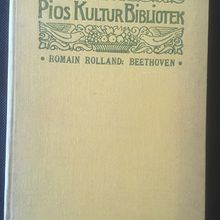 PIOS KULTUR BIBLIOTEK
• ROMAIN ROLLAND: BEETHOVEN •